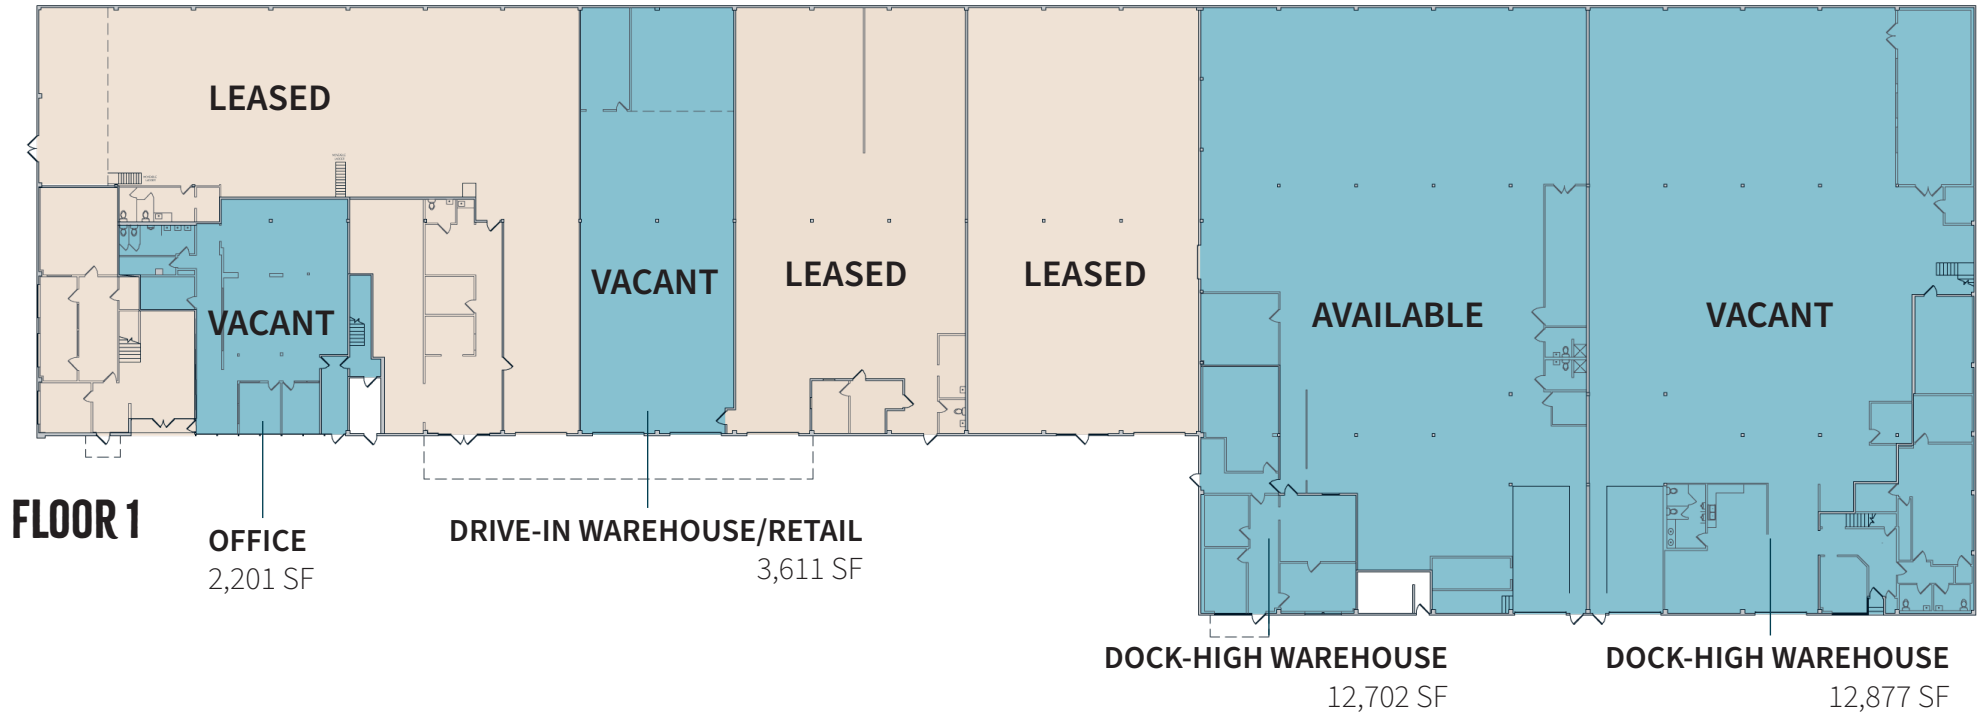 LEASED
VACANT
VACANT
LEASED
LEASED
AVAILABLE
VACANT
FLOOR 1
OFFICE
2,201 SF
DRIVE-IN WAREHOUSE/RETAIL
3,611 SF
DOCK-HIGH WAREHOUSE
12,702 SF
DOCK-HIGH WAREHOUSE
12,877 SF